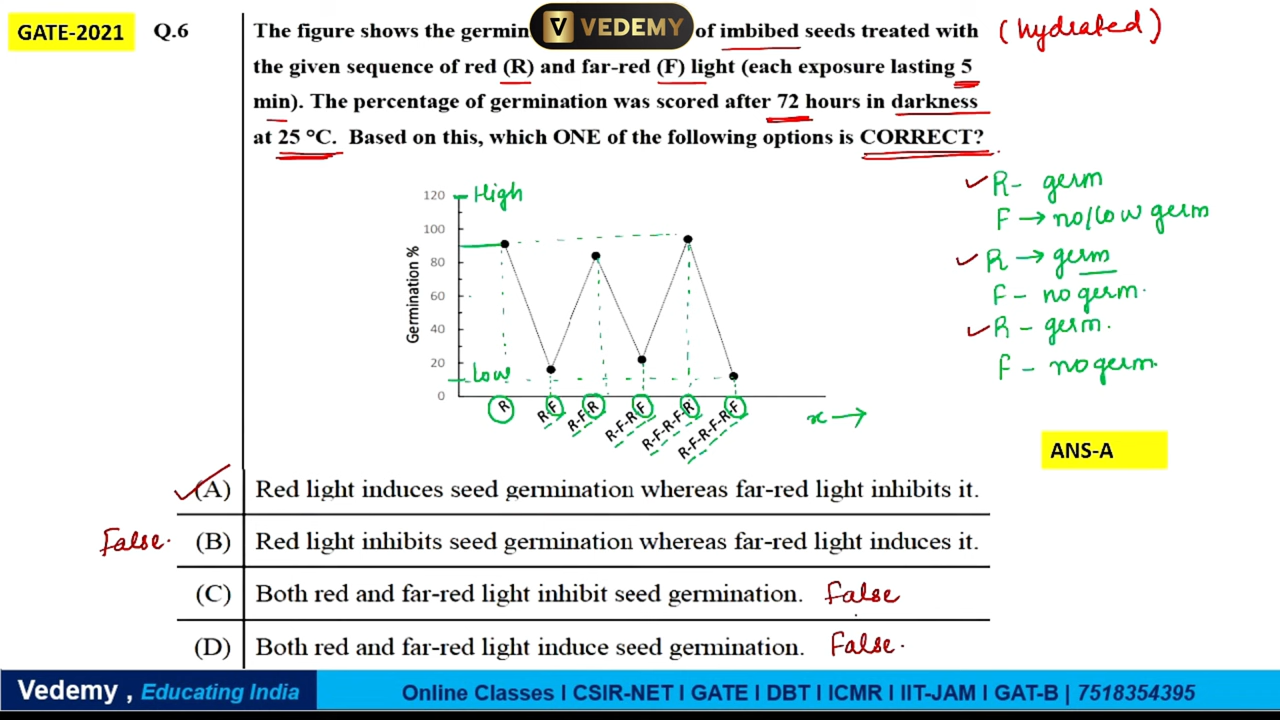 GATE-2021
Q.6
The figure shows the germin VEDEMY of imbibed seeds treated with (hydrated)
the given sequence of red (R) and far-red (F) light (each exposure lasting 5
min). The percentage of germination was scored after 72 hours in darkness
at 25 °C. Based on this, which ONE of the following options is CORRECT?
R- germ
F → no/low germ
R → germ
F - no germ.
R - germ.
F - no germ.
Germination %
120 High
100
80
60
40
20 Low
0
R
R-F
R-F-R
R-F-R-F
R-F-R-F-R
R-F-R-F-R-F
x →
ANS-A
(A) Red light induces seed germination whereas far-red light inhibits it.
False. (B) Red light inhibits seed germination whereas far-red light induces it.
(C) Both red and far-red light inhibit seed germination. False
(D) Both red and far-red light induce seed germination. False.
Vedemy , Educating India
Online Classes I CSIR-NET I GATE I DBT I ICMR I IIT-JAM I GAT-B | 7518354395